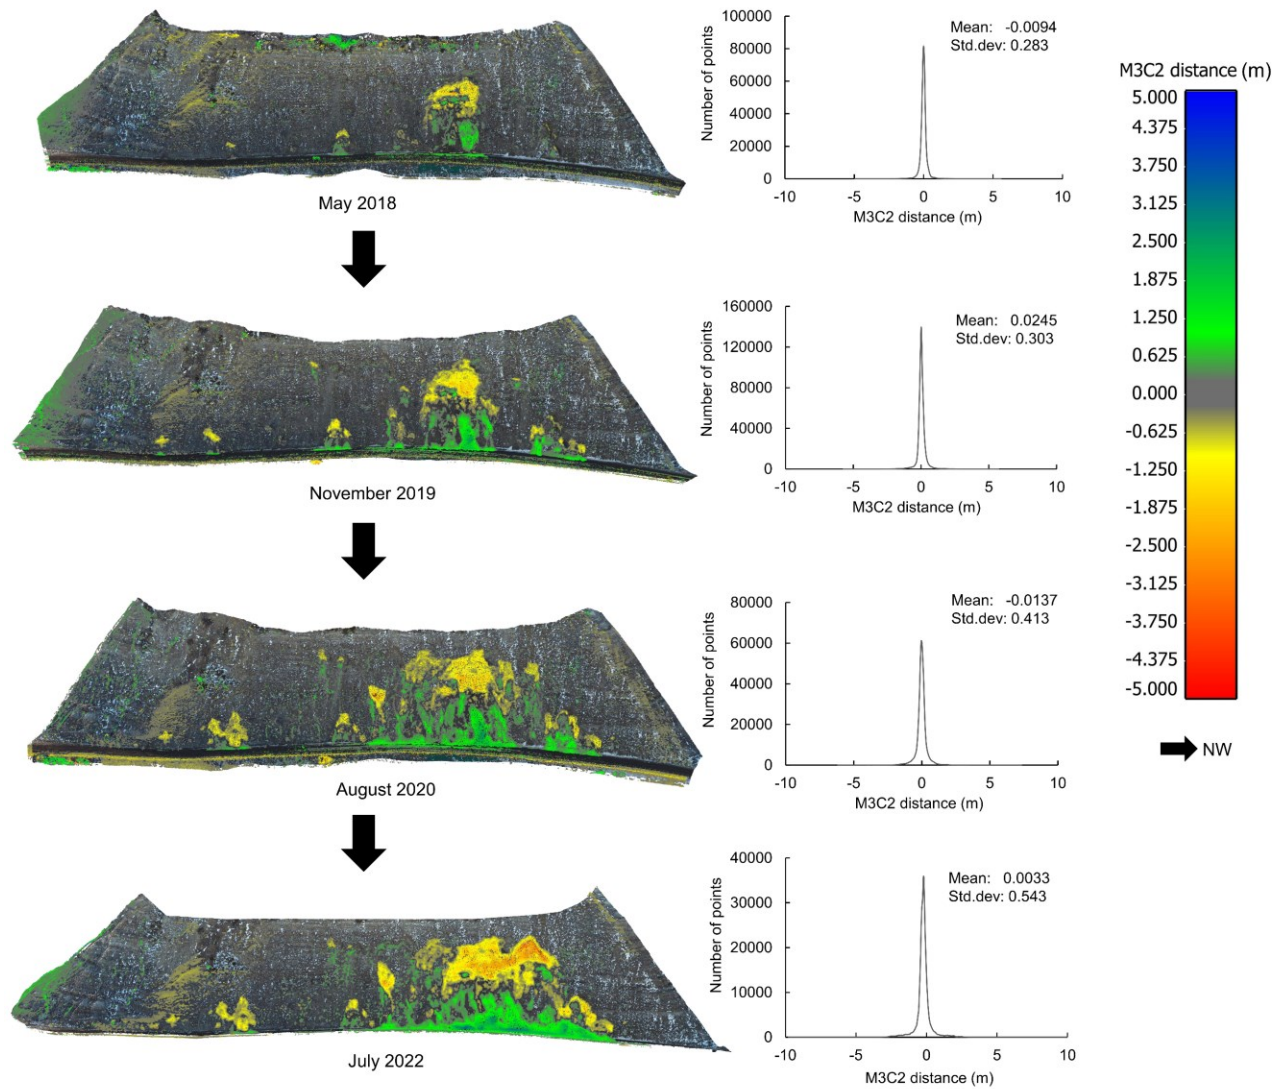 May 2018
100000
80000
60000
40000
20000
0
-10
-5
0
5
10
Number of points
M3C2 distance (m)
Mean: -0.0094
Std.dev: 0.283
November 2019
160000
120000
80000
40000
0
-10
-5
0
5
10
Number of points
M3C2 distance (m)
Mean: 0.0245
Std.dev: 0.303
August 2020
80000
60000
40000
20000
0
-10
-5
0
5
10
Number of points
M3C2 distance (m)
Mean: -0.0137
Std.dev: 0.413
July 2022
40000
30000
20000
10000
0
-10
-5
0
5
10
Number of points
M3C2 distance (m)
Mean: 0.0033
Std.dev: 0.543
M3C2 distance (m)
5.000
4.375
3.750
3.125
2.500
1.875
1.250
0.625
0.000
-0.625
-1.250
-1.875
-2.500
-3.125
-3.750
-4.375
-5.000
NW